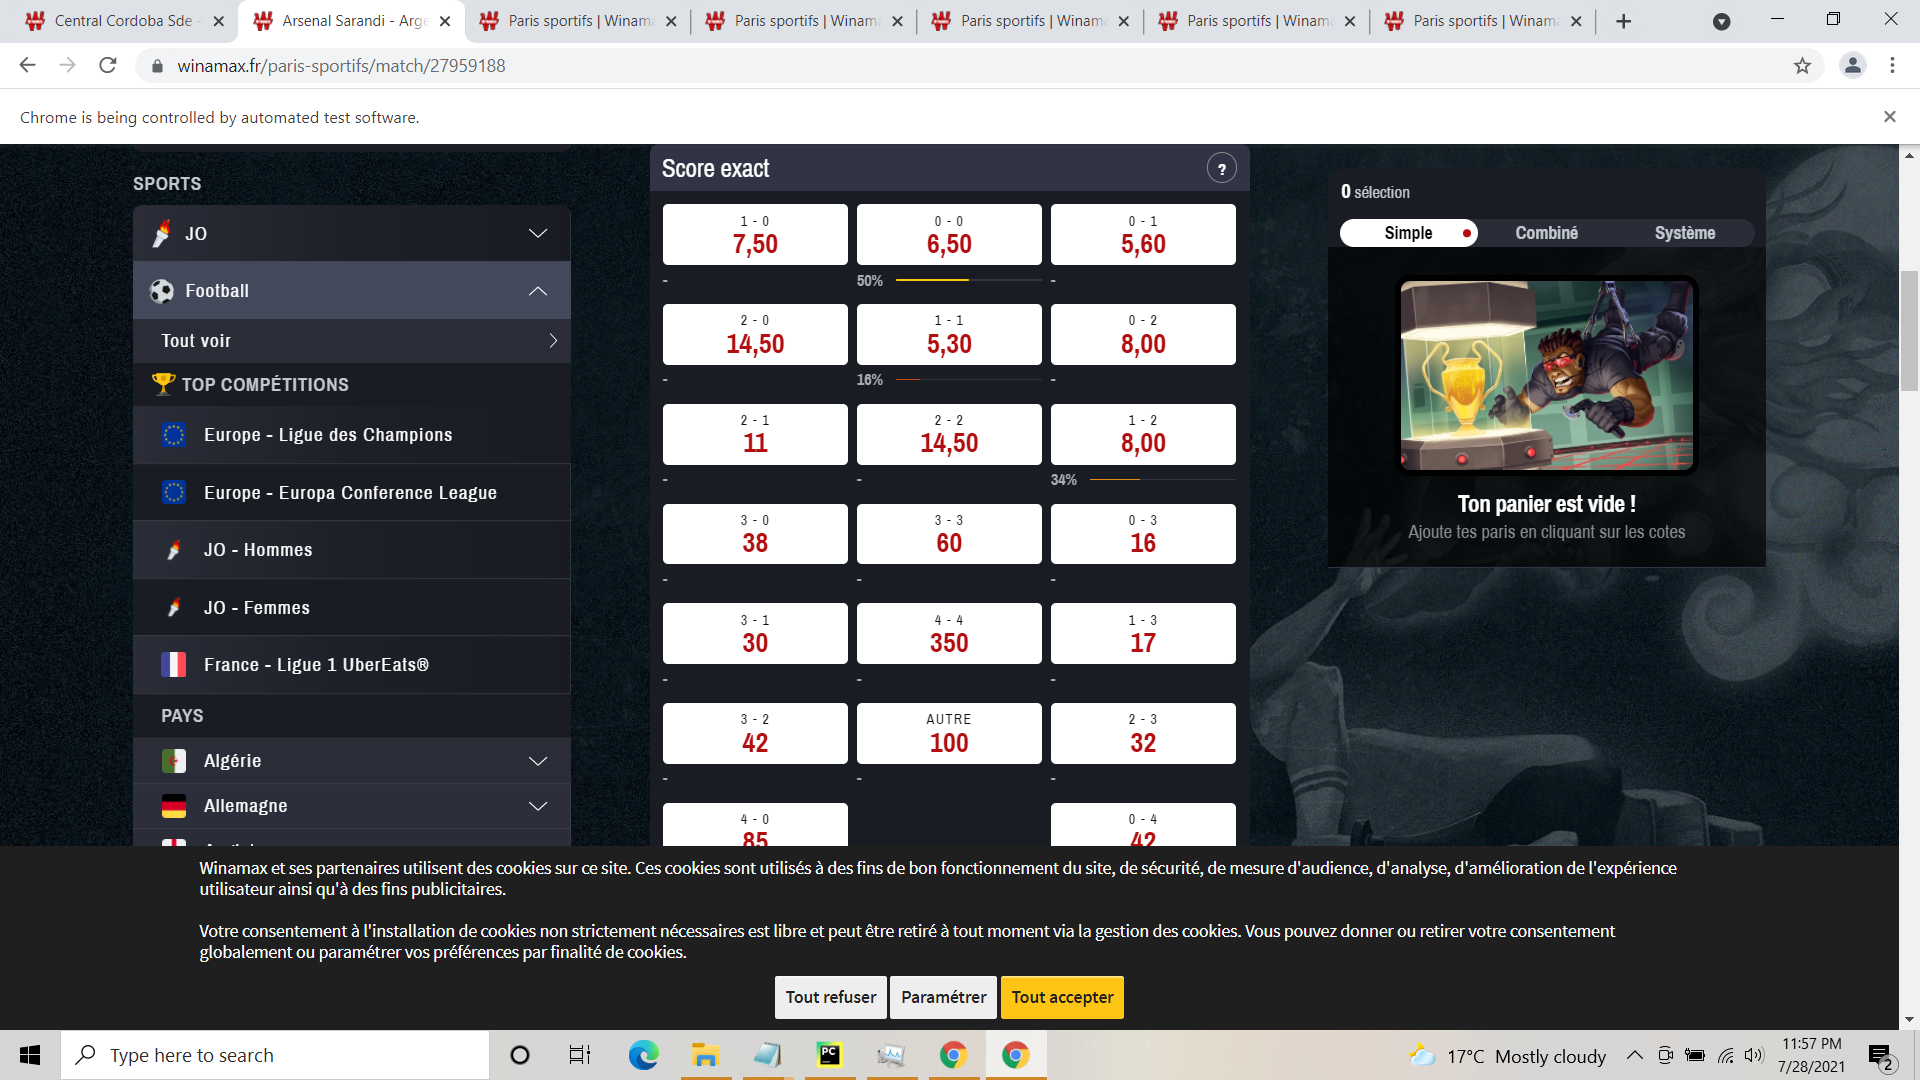 Central Cordoba Sde -
Arsenal Sarandi - Arge
Paris sportifs | Winama
Paris sportifs | Winam
Paris sportifs | Winam
Paris sportifs | Winama
Paris sportifs | Winama
winamax.fr/paris-sportifs/match/27959188
Chrome is being controlled by automated test software.
SPORTS
JO
Football
Tout voir
TOP COMPÉTITIONS
Europe - Ligue des Champions
Europe - Europa Conference League
JO - Hommes
JO - Femmes
France - Ligue 1 UberEats®
PAYS
Algérie
Allemagne
Score exact
?
1 - 0
7,50
0 - 0
6,50
0 - 1
5,60
-
50%
-
2 - 0
14,50
1 - 1
5,30
0 - 2
8,00
-
16%
-
2 - 1
11
2 - 2
14,50
1 - 2
8,00
-
-
34%
3 - 0
38
3 - 3
60
0 - 3
16
-
-
-
3 - 1
30
4 - 4
350
1 - 3
17
-
-
-
3 - 2
42
AUTRE
100
2 - 3
32
-
-
-
4 - 0
85
0 - 4
42
0 sélection
Simple
Combiné
Système
Ton panier est vide !
Ajoute tes paris en cliquant sur les cotes
Winamax et ses partenaires utilisent des cookies sur ce site. Ces cookies sont utilisés à des fins de bon fonctionnement du site, de sécurité, de mesure d'audience, d'analyse, d'amélioration de l'expérience
utilisateur ainsi qu'à des fins publicitaires.
Votre consentement à l'installation de cookies non strictement nécessaires est libre et peut être retiré à tout moment via la gestion des cookies. Vous pouvez donner ou retirer votre consentement
globalement ou paramétrer vos préférences par finalité de cookies.
Tout refuser
Paramétrer
Tout accepter
Type here to search
PC
17°C Mostly cloudy
11:57 PM
7/28/2021
2